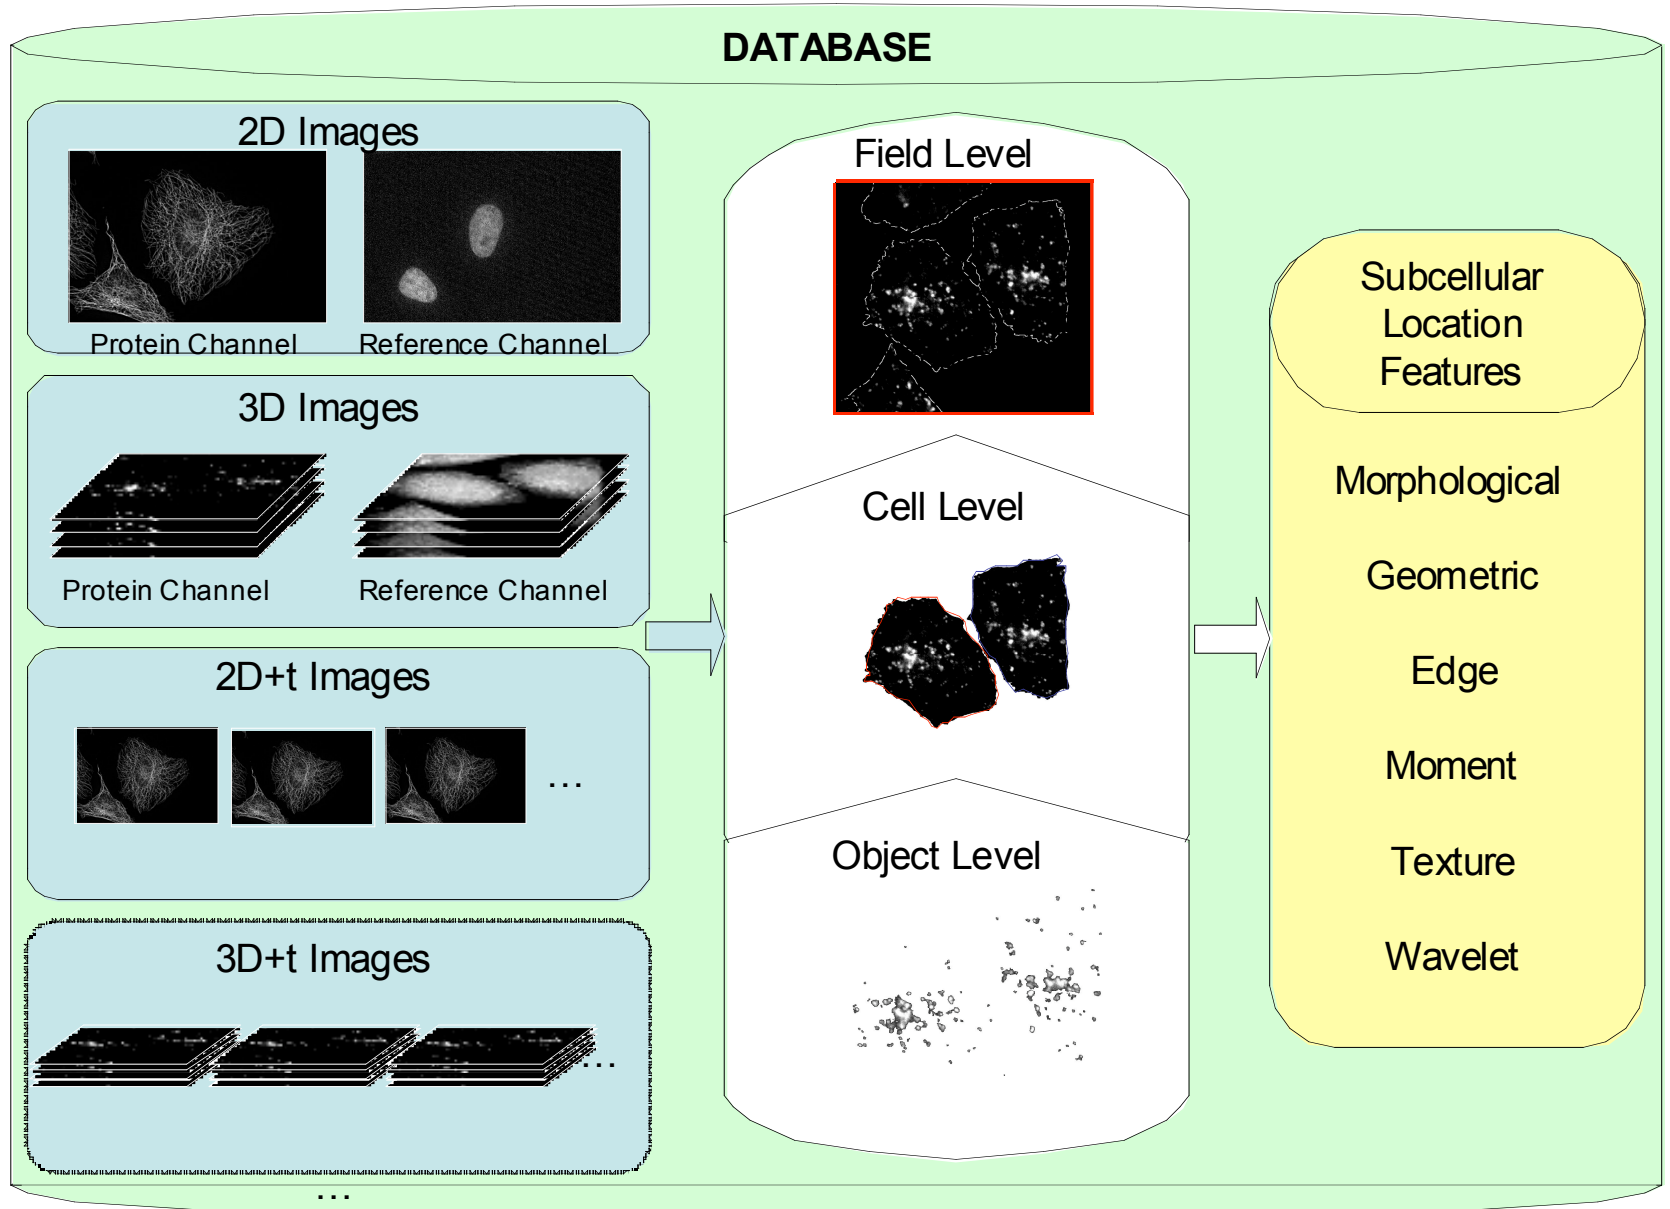 DATABASE
2D Images
Protein Channel
Reference Channel
3D Images
Protein Channel
Reference Channel
2D+t Images
...
3D+t Images
...
...
Field Level
Cell Level
Object Level
Subcellular
Location
Features
Morphological
Geometric
Edge
Moment
Texture
Wavelet